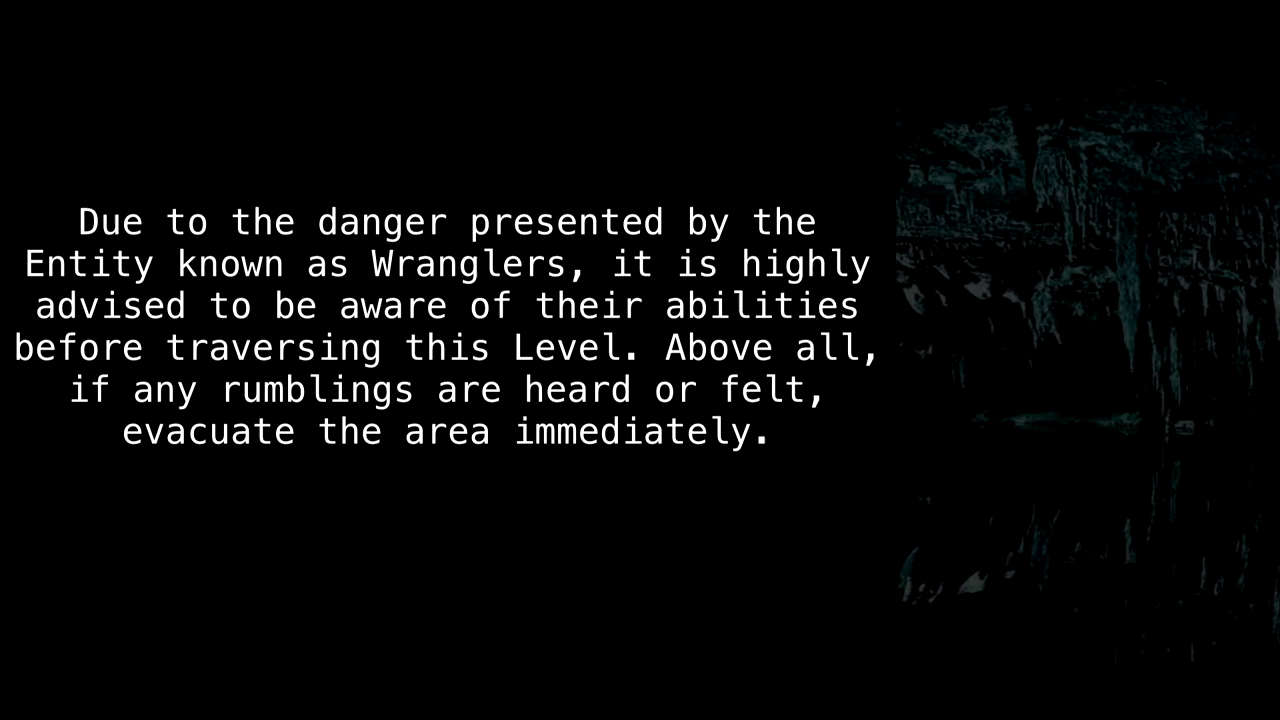 Due to the danger presented by the
Entity known as Wranglers, it is highly
advised to be aware of their abilities
before traversing this Level. Above all,
if any rumblings are heard or felt,
evacuate the area immediately.